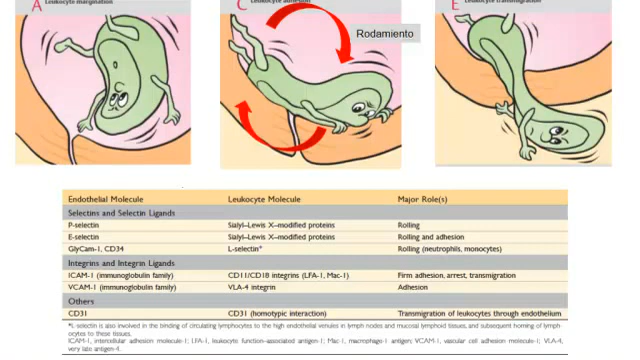 A Leukocyte margination
C Leukocyte adhesion
E Leukocyte transmigration
Rodamiento
Endothelial Molecule Leukocyte Molecule Major Role(s)
Selectins and Selectin Ligands
P-selectin Sialyl–Lewis X–modified proteins Rolling
E-selectin Sialyl–Lewis X–modified proteins Rolling and adhesion
GlyCam-1, CD34 L-selectin* Rolling (neutrophils, monocytes)
Integrins and Integrin Ligands
ICAM-1 (immunoglobulin family) CD11/CD18 integrins (LFA-1, Mac-1) Firm adhesion, arrest, transmigration
VCAM-1 (immunoglobulin family) VLA-4 integrin Adhesion
Others
CD31 CD31 (homotypic interaction) Transmigration of leukocytes through endothelium
*L-selectin is also involved in the binding of circulating lymphocytes to the high endothelial venules in lymph nodes and mucosal lymphoid tissues, and subsequent homing of lymph-
ocytes to these tissues.
ICAM-1, intercellular adhesion molecule-1; LFA-1, leukocyte function–associated antigen-1; Mac-1, macrophage-1 antigen; VCAM-1, vascular cell adhesion molecule-1; VLA-4,
very late antigen-4.